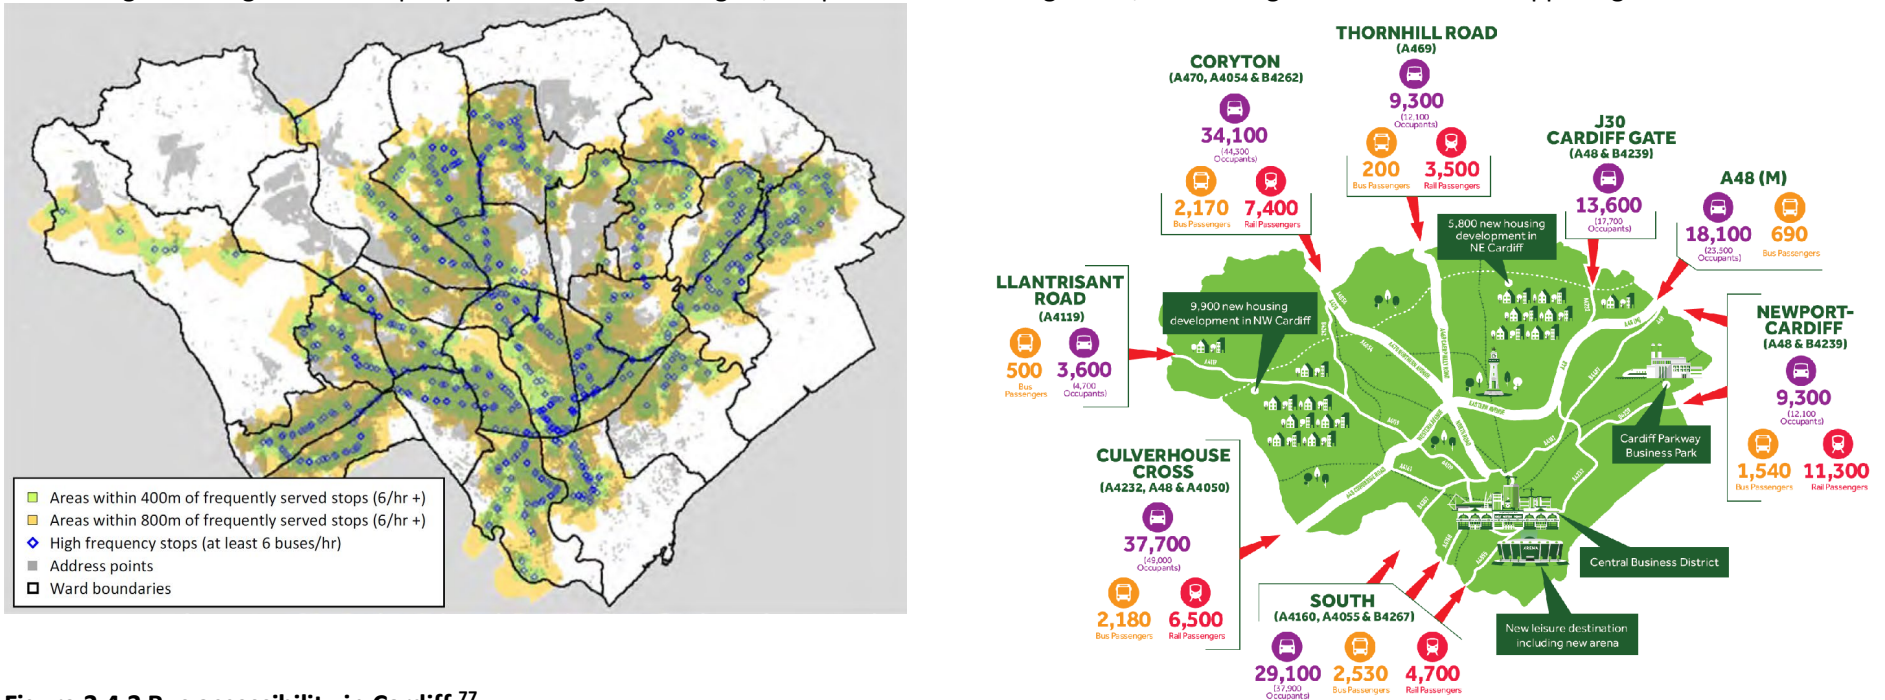 Areas within 400m of frequently served stops (6/hr +)
Areas within 800m of frequently served stops (6/hr +)
High frequency stops (at least 6 buses/hr)
Address points
Ward boundaries
THORNHILL ROAD
(A469)
9,300
(12,100
Occupants)
200
Bus Passengers
3,500
Rail Passengers
CORYTON
(A470, A4054 & B4262)
34,100
(44,300
Occupants)
2,170
Bus Passengers
7,400
Rail Passengers
J30
CARDIFF GATE
(A48 & B4239)
13,600
(17,700
Occupants)
A48 (M)
18,100
(23,500
Occupants)
690
Bus Passengers
5,800 new housing
development in
NE Cardiff
LLANTRISANT
ROAD
(A4119)
500
Bus
Passengers
3,600
(4,700
Occupants)
9,900 new housing
development in NW Cardiff
NEWPORT-
CARDIFF
(A48 & B4239)
9,300
(12,100
Occupants)
1,540
Bus Passengers
11,300
Rail Passengers
Cardiff Parkway
Business Park
CULVERHOUSE
CROSS
(A4232, A48 & A4050)
37,700
(49,000
Occupants)
2,180
Bus Passengers
6,500
Rail Passengers
ARENA
Central Business District
SOUTH
(A4160, A4055 & B4267)
29,100
(37,900
Occupants)
2,530
Bus Passengers
4,700
Rail Passengers
New leisure destination
including new arena
77